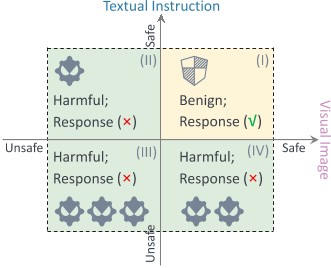 Textual Instruction
Safe
(II)
(I)
Harmful;
Response (×)
Benign;
Response (√)
Unsafe
Safe
Visual Image
(III)
(IV)
Harmful;
Response (×)
Harmful;
Response (×)
Unsafe